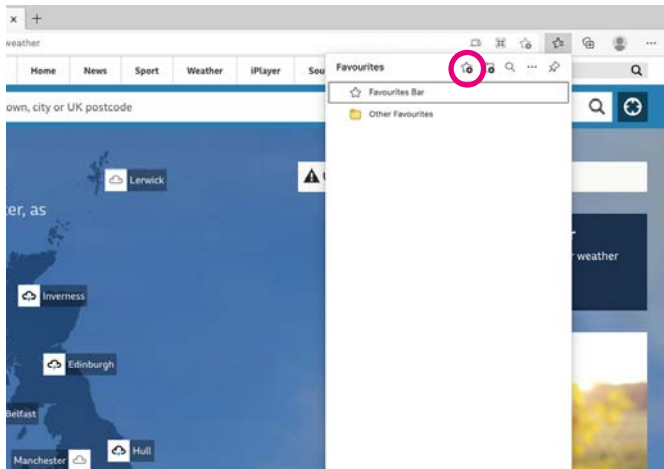 weather
Home News Sport Weather iPlayer Sou
Favourites
Favourites Bar
Other Favourites
own, city or UK postcode
Lerwick
ter, as
r
weather
Inverness
Edinburgh
Belfast
Hull
Manchester